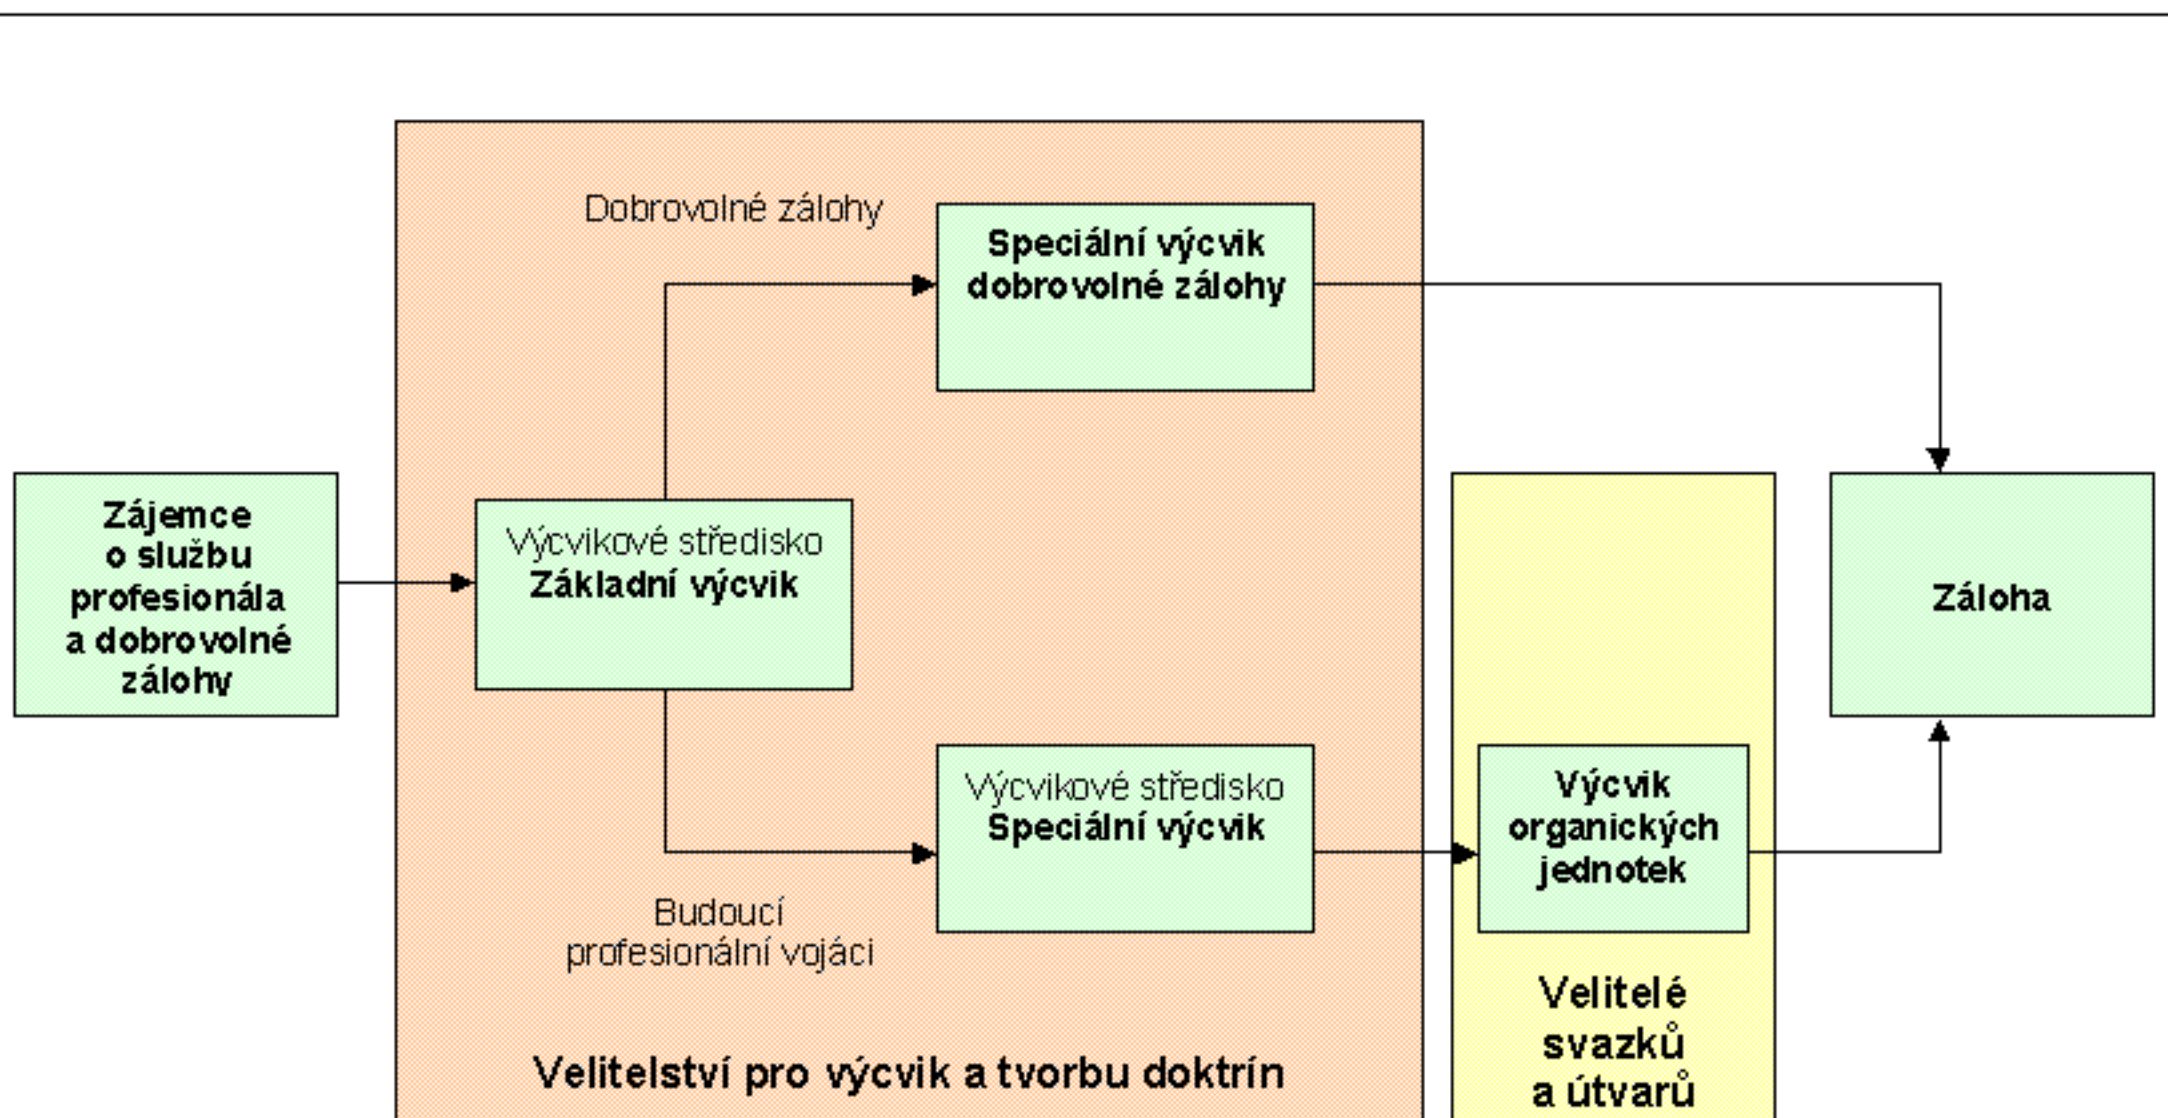 Dobrovolné zálohy
Speciální výcvik
dobrovolné zálohy
Zájemce
o službu
profesionála
a dobrovolné
zálohy
Výcvikové středisko
Základní výcvik
Záloha
Výcvikové středisko
Speciální výcvik
Výcvik
organických
jednotek
Budoucí
profesionální vojáci
Velitelství pro výcvik a tvorbu doktrín
Velitelé
svazků
a útvarů